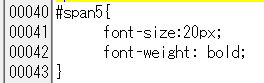 00040 #span5{
00041     font-size:20px;
00042     font-weight: bold;
00043 }